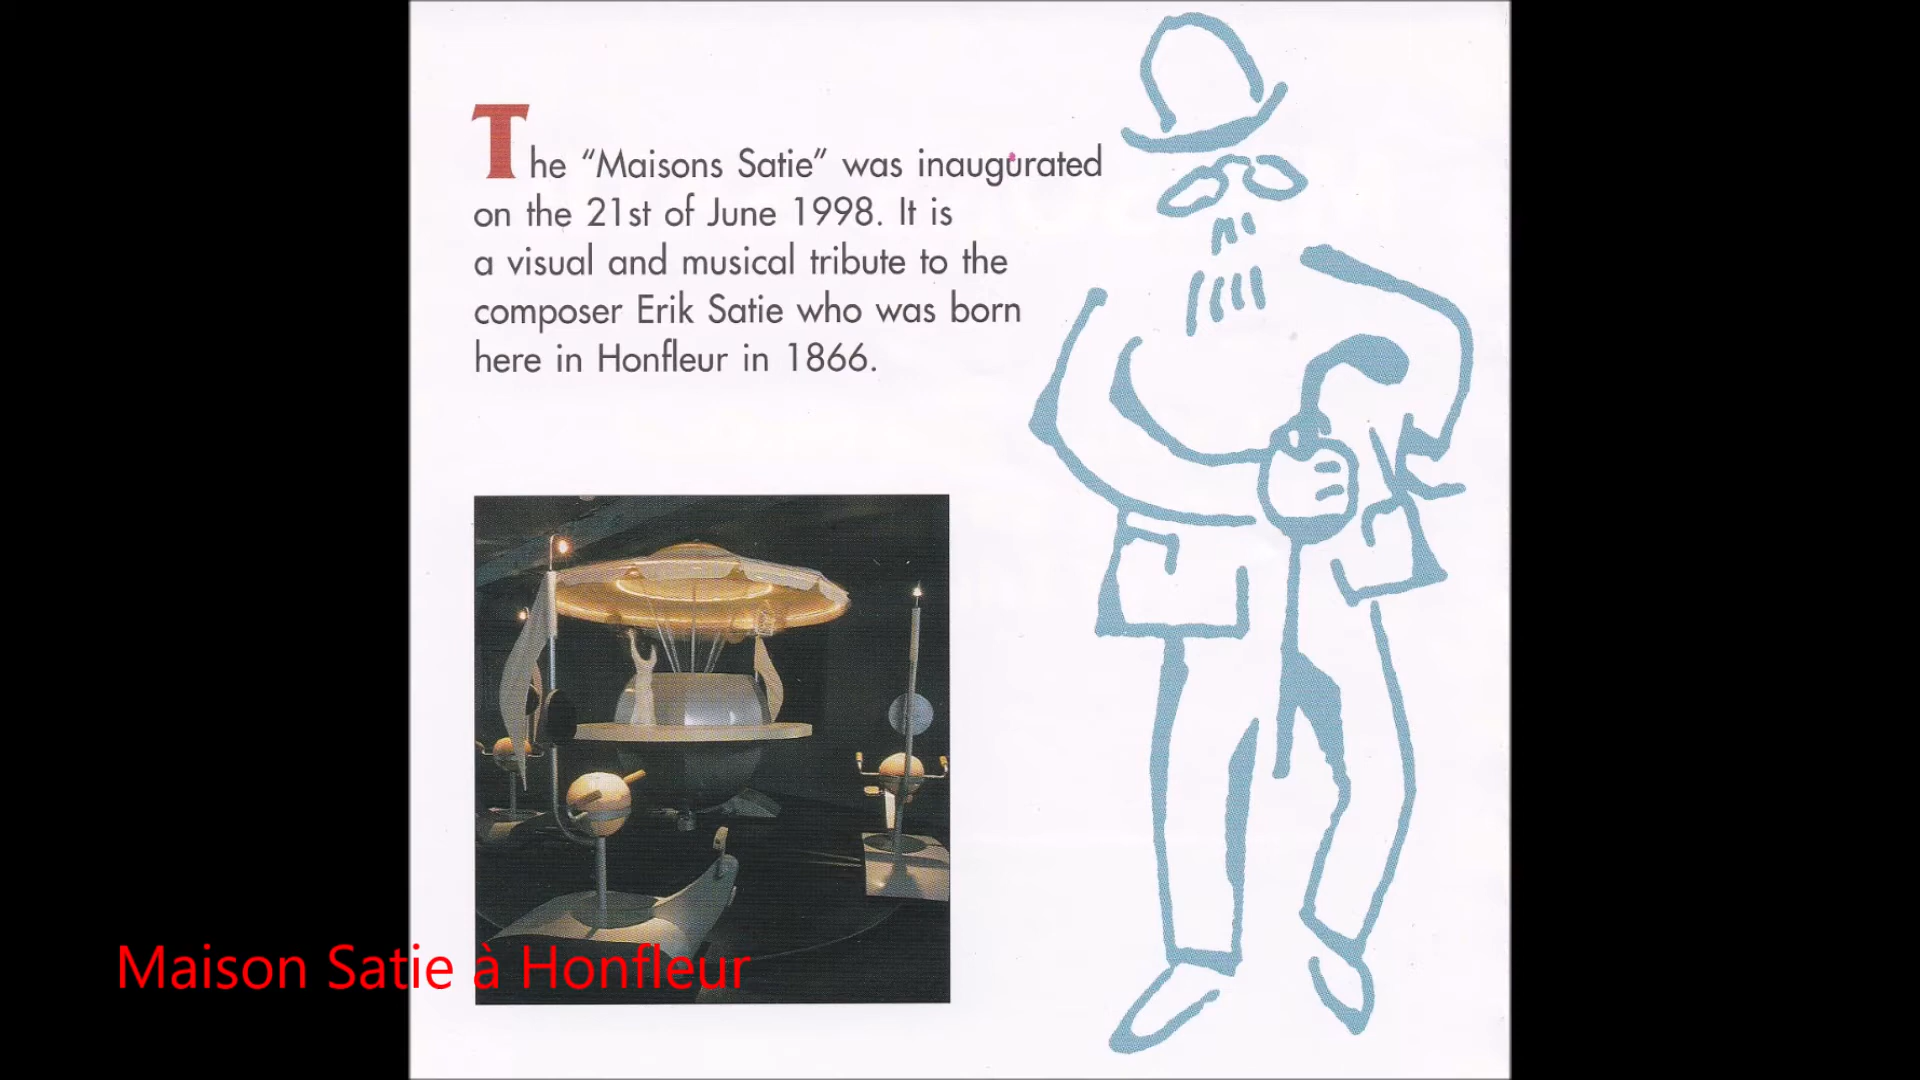 The “Maisons Satie” was inaugurated
on the 21st of June 1998. It is
a visual and musical tribute to the
composer Erik Satie who was born
here in Honfleur in 1866.
Maison Satie à Honfleur